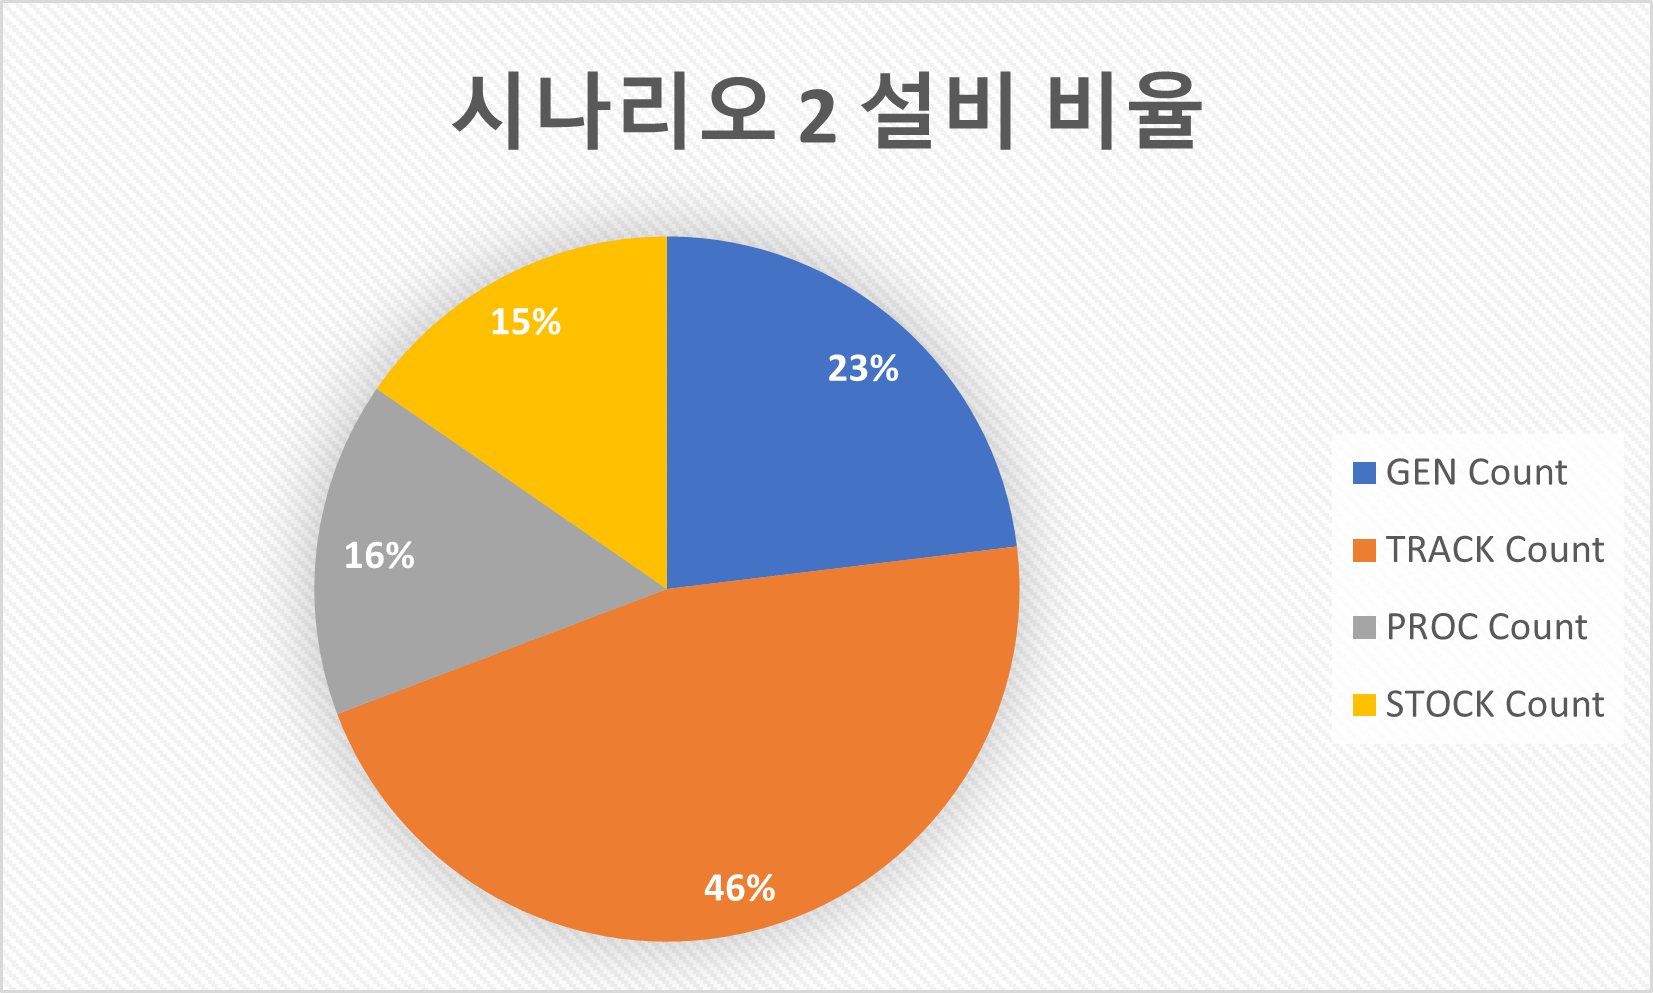 시나리오 2 설비 비율
15%
23%
16%
46%
GEN Count
TRACK Count
PROC Count
STOCK Count